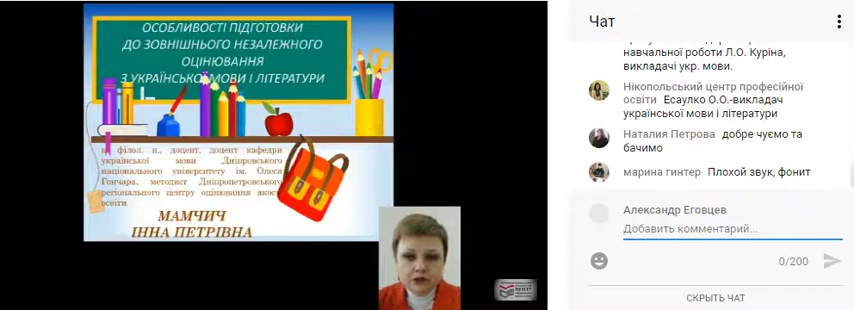 ОСОБЛИВОСТІ ПІДГОТОВКИ
ДО ЗОВНІШНЬОГО НЕЗАЛЕЖНОГО
ОЦІНЮВАННЯ
З УКРАЇНСЬКОЇ МОВИ І ЛІТЕРАТУРИ
філол. н., доцент, доцент кафедри
української мови Дніпровського
національного університету ім. Олеся
Гончара, методист Дніпропетровського
регіонального центру оцінювання якості
освіти
МАМЧИЧ
ІННА ПЕТРІВНА
Чат
навчальної роботи Л.О. Куріна,
викладачі укр. мови.
Нікопольський центр професійної
освіти Есаулко О.О.-викладач
української мови і літератури
Наталия Петрова добре чуємо та
бачимо
марина гинтер Плохой звук, фонит
Александр Еговцев
Добавить комментарий...
0/200
СКРЫТЬ ЧАТ